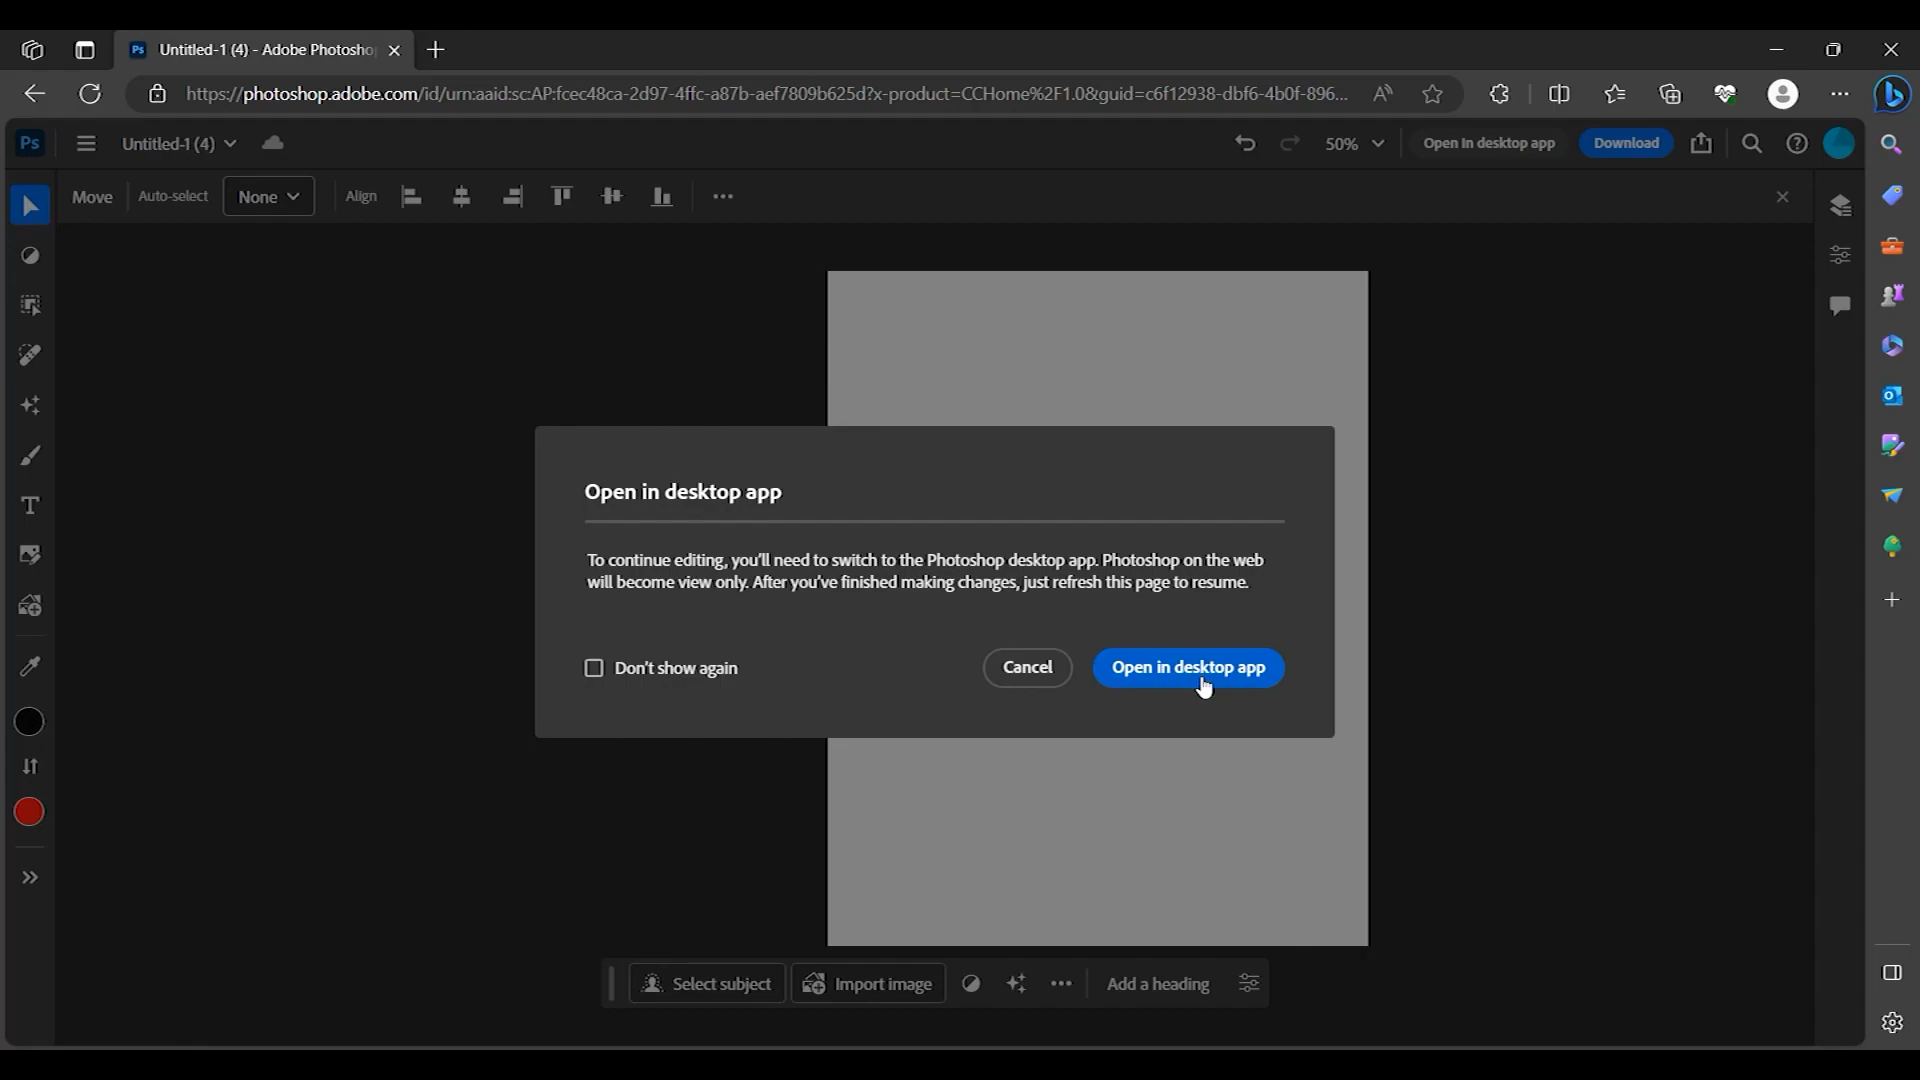 Ps Untitled-1 (4) - Adobe Photosho
https://photoshop.adobe.com/id/urn:aaid:sc:AP:fcec48ca-2d97-4ffc-a87b-aef7809b625d?x-product=CCHome%2F1.0&guid=c6f12938-dbf6-4b0f-896...
Ps Untitled-1 (4) 50% Open in desktop app Download
Move Auto-select None Align
Open in desktop app
To continue editing, you'll need to switch to the Photoshop desktop app. Photoshop on the web
will become view only. After you've finished making changes, just refresh this page to resume.
Don't show again Cancel Open in desktop app
Select subject Import image Add a heading